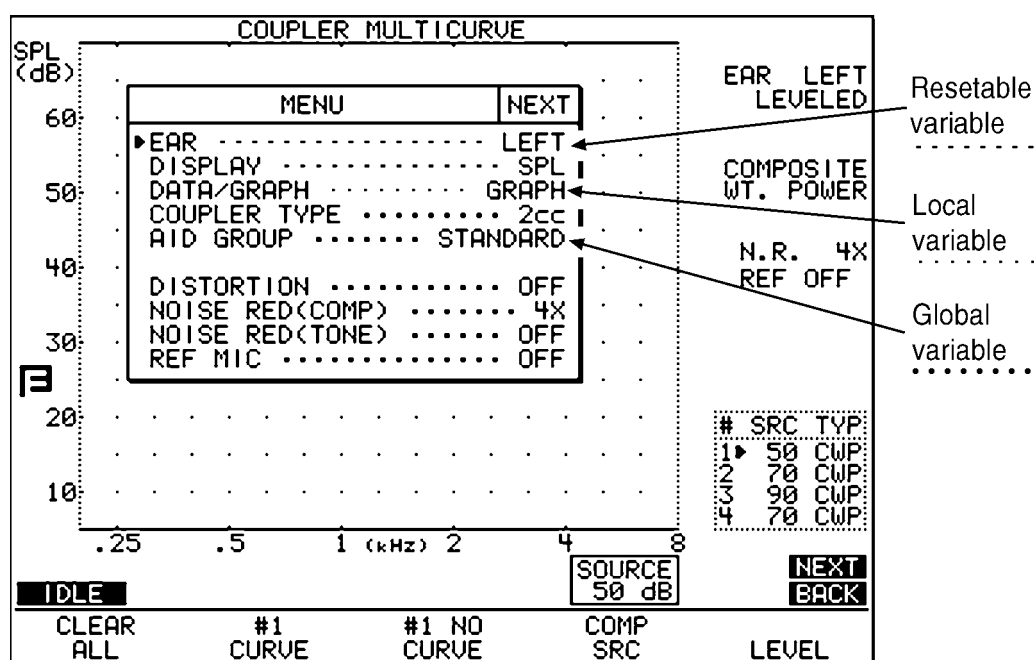 COUPLER MULTICURVE
SPL
(dB)
60
50
40
30
20
10
.25 .5 1 (kHz) 2 4 8
MENU NEXT
EAR - - - - - - - - - - - - - - - - LEFT
DISPLAY - - - - - - - - - - - - - SPL
DATA/GRAPH · · · · · · · · · · GRAPH
COUPLER TYPE · · · · · · · · · 2cc
AID GROUP · · · · · · · STANDARD
DISTORTION · · · · · · · · · · · OFF
NOISE RED(COMP) · · · · · · · 4X
NOISE RED(TONE) · · · · · · OFF
REF MIC · · · · · · · · · · · · · · OFF
EAR LEFT
LEVELED
COMPOSITE
WT. POWER
N.R. 4X
REF OFF
# SRC TYP
1 50 CWP
2 70 CWP
3 90 CWP
4 70 CWP
SOURCE
50 dB
NEXT
BACK
IDLE
CLEAR
ALL
#1
CURVE
#1 NO
CURVE
COMP
SRC
LEVEL
Resetable
variable
Local
variable
Global
variable